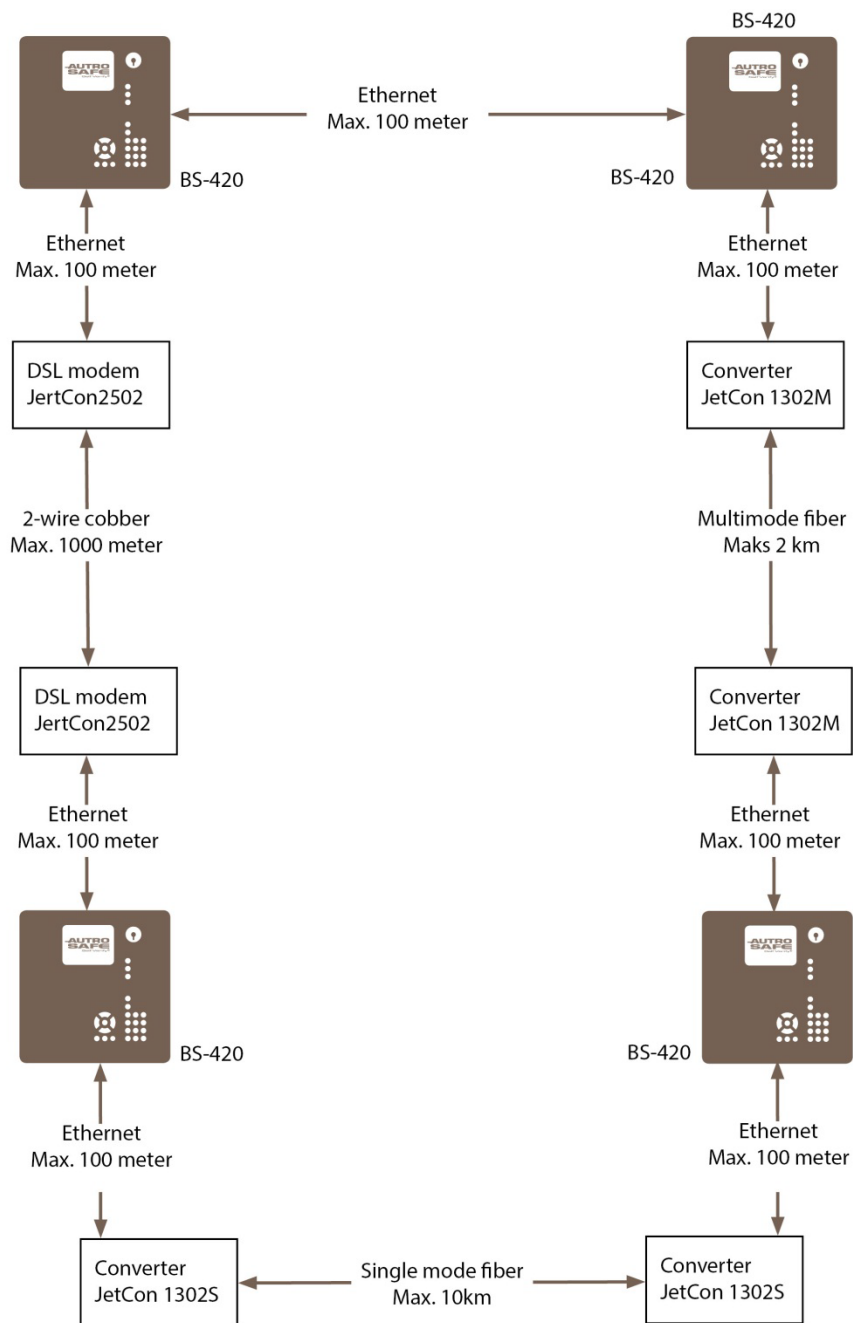 BS-420
AUTRO
SAFE
AUTRO
SAFE
Ethernet
Max. 100 meter
BS-420
BS-420
Ethernet
Max. 100 meter
Ethernet
Max. 100 meter
DSL modem
JertCon2502
Converter
JetCon 1302M
2-wire cobber
Max. 1000 meter
Multimode fiber
Maks 2 km
DSL modem
JertCon2502
Converter
JetCon 1302M
Ethernet
Max. 100 meter
Ethernet
Max. 100 meter
AUTRO
SAFE
AUTRO
SAFE
BS-420
BS-420
Ethernet
Max. 100 meter
Ethernet
Max. 100 meter
Converter
JetCon 1302S
Single mode fiber
Max. 10km
Converter
JetCon 1302S